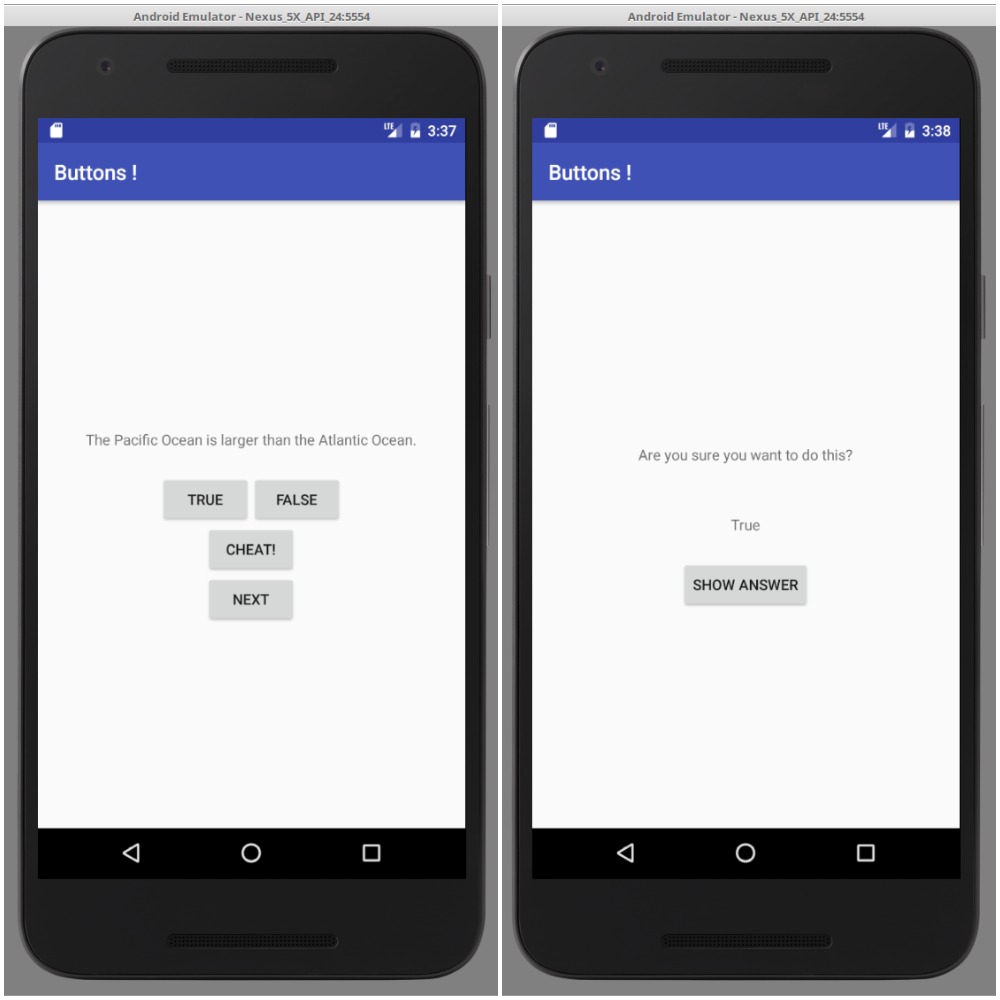 Android Emulator - Nexus_5X_API_24:5554
LTE 3:37
Buttons !
The Pacific Ocean is larger than the Atlantic Ocean.
TRUE FALSE
CHEAT!
NEXT
Android Emulator - Nexus_5X_API_24:5554
LTE 3:38
Buttons !
Are you sure you want to do this?
True
SHOW ANSWER